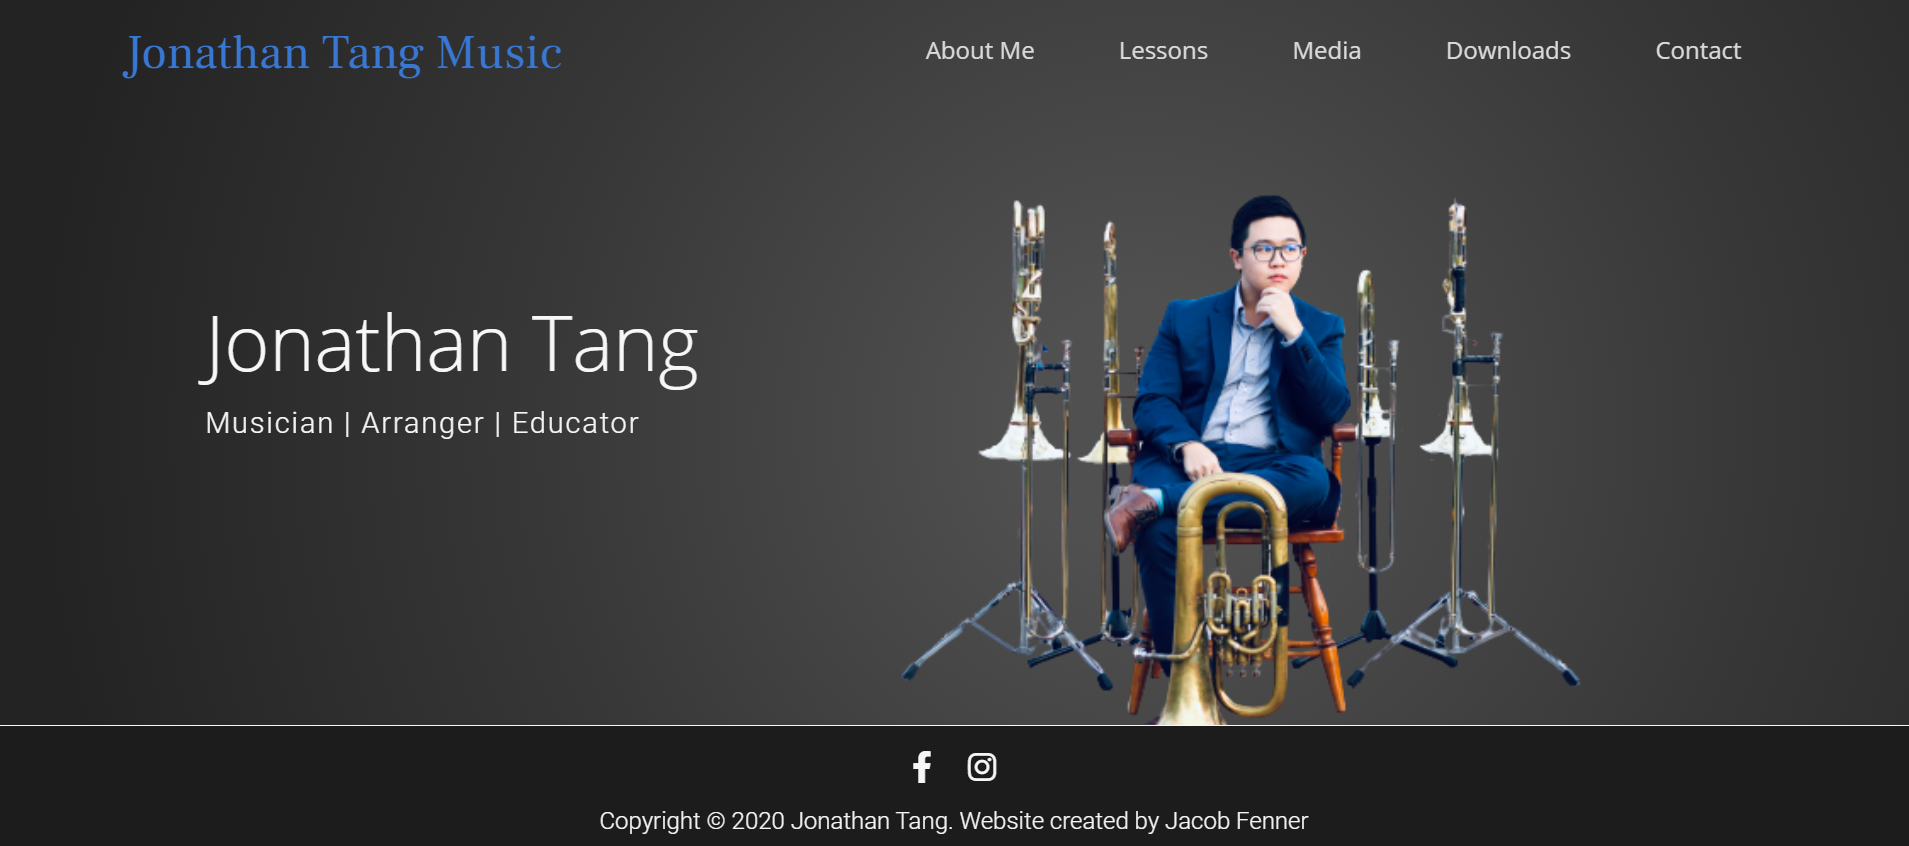 Jonathan Tang Music
About Me
Lessons
Media
Downloads
Contact
Jonathan Tang
Musician | Arranger | Educator
Copyright © 2020 Jonathan Tang. Website created by Jacob Fenner